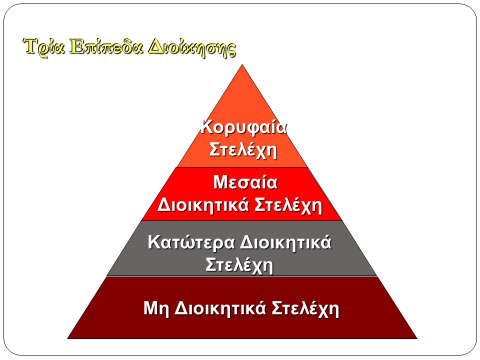 Τρία Επίπεδα Διοίκησης
Κορυφαία
Στελέχη
Μεσαία
Διοικητικά Στελέχη
Κατώτερα Διοικητικά
Στελέχη
Μη Διοικητικά Στελέχη